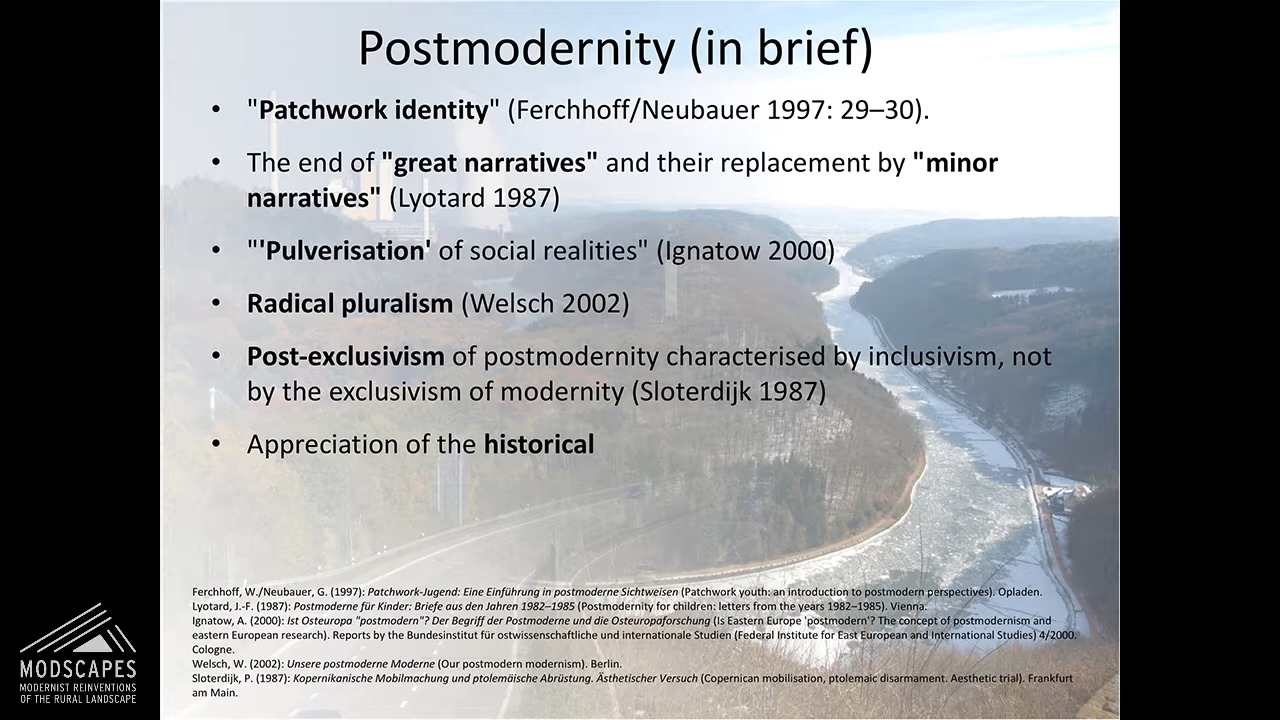 Postmodernity (in brief)
• "Patchwork identity" (Ferchhoff/Neubauer 1997: 29–30).
• The end of "great narratives" and their replacement by "minor
narratives" (Lyotard 1987)
• "'Pulverisation' of social realities" (Ignatow 2000)
• Radical pluralism (Welsch 2002)
• Post-exclusivism of postmodernity characterised by inclusivism, not
by the exclusivism of modernity (Sloterdijk 1987)
• Appreciation of the historical
Ferchhoff, W./Neubauer, G. (1997): Patchwork-Jugend: Eine Einführung in postmoderne Sichtweisen (Patchwork youth: an introduction to postmodern perspectives). Opladen.
Lyotard, J.-F. (1987): Postmoderne für Kinder: Briefe aus den Jahren 1982–1985 (Postmodernity for children: letters from the years 1982–1985). Vienna.
Ignatow, A. (2000): Ist Osteuropa "postmodern"? Der Begriff der Postmoderne und die Osteuropaforschung (Is Eastern Europe 'postmodern'? The concept of postmodernism and
eastern European research). Reports by the Bundesinstitut für ostwissenschaftliche und internationale Studien (Federal Institute for East European and International Studies) 4/2000.
Cologne.
Welsch, W. (2002): Unsere postmoderne Moderne (Our postmodern modernism). Berlin.
Sloterdijk, P. (1987): Kopernikanische Mobilmachung und ptolemäische Abrüstung. Ästhetischer Versuch (Copernican mobilisation, ptolemaic disarmament. Aesthetic trial). Frankfurt
am Main.
MODSCAPES
MODERNIST REINVENTIONS
OF THE RURAL LANDSCAPE